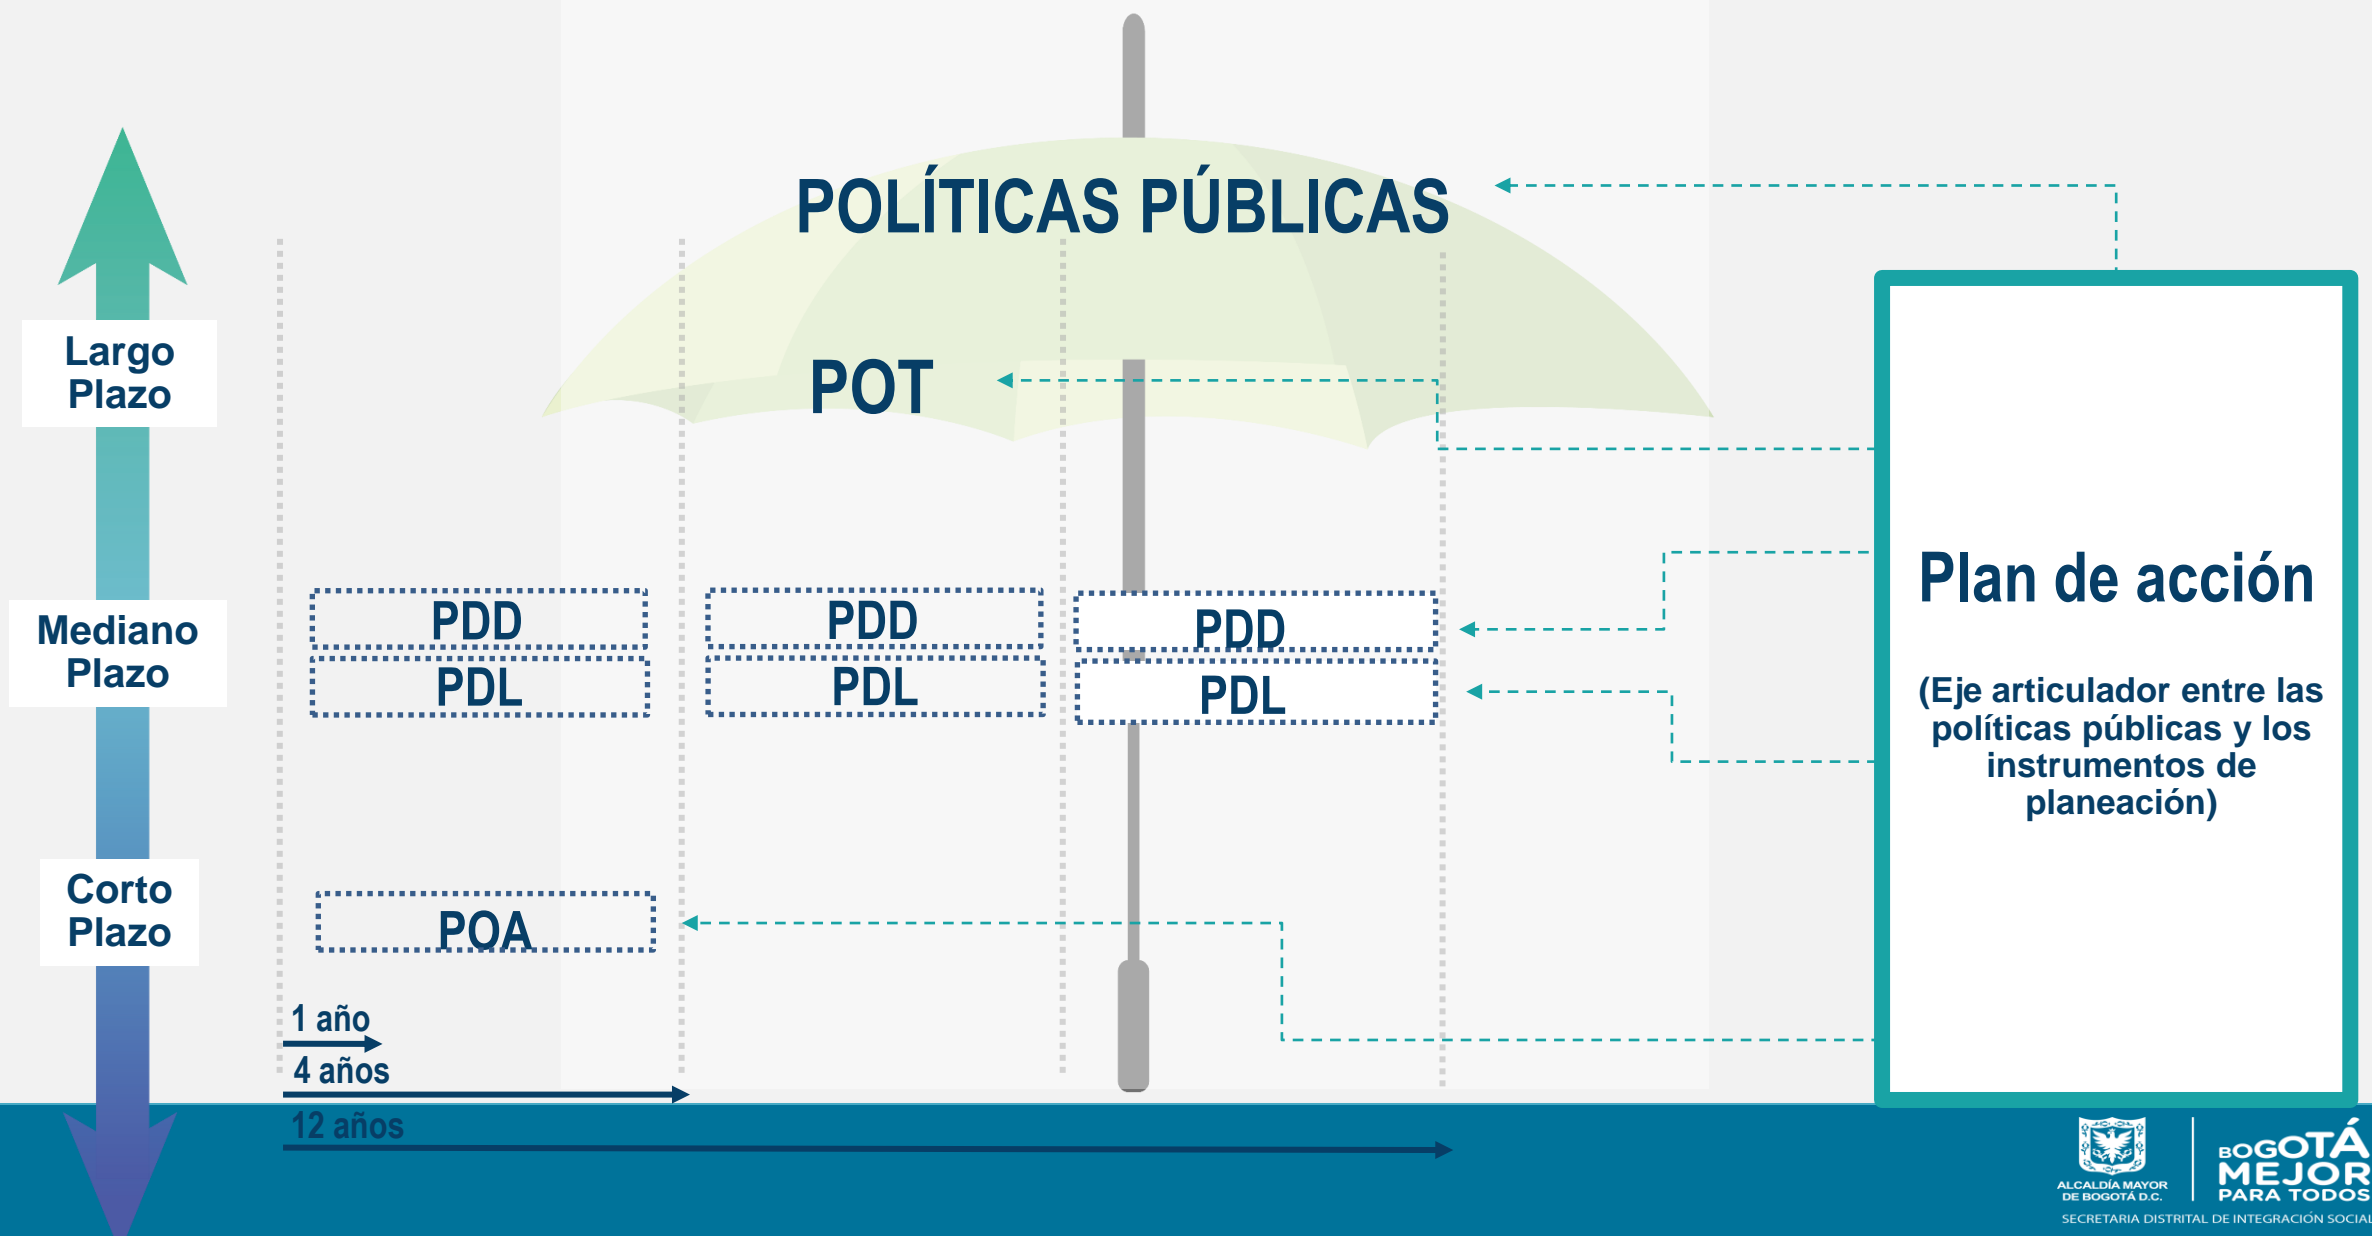 POLÍTICAS PÚBLICAS
Largo
Plazo
POT
Mediano
Plazo
PDD
PDD
PDD
PDL
PDL
PDL
Corto
Plazo
POA
1 año
4 años
12 años
Plan de acción
(Eje articulador entre las
políticas públicas y los
instrumentos de
planeación)
ALCALDÍA MAYOR
DE BOGOTÁ D.C.
BOGOTÁ
MEJOR
PARA TODOS
SECRETARIA DISTRITAL DE INTEGRACIÓN SOCIAL